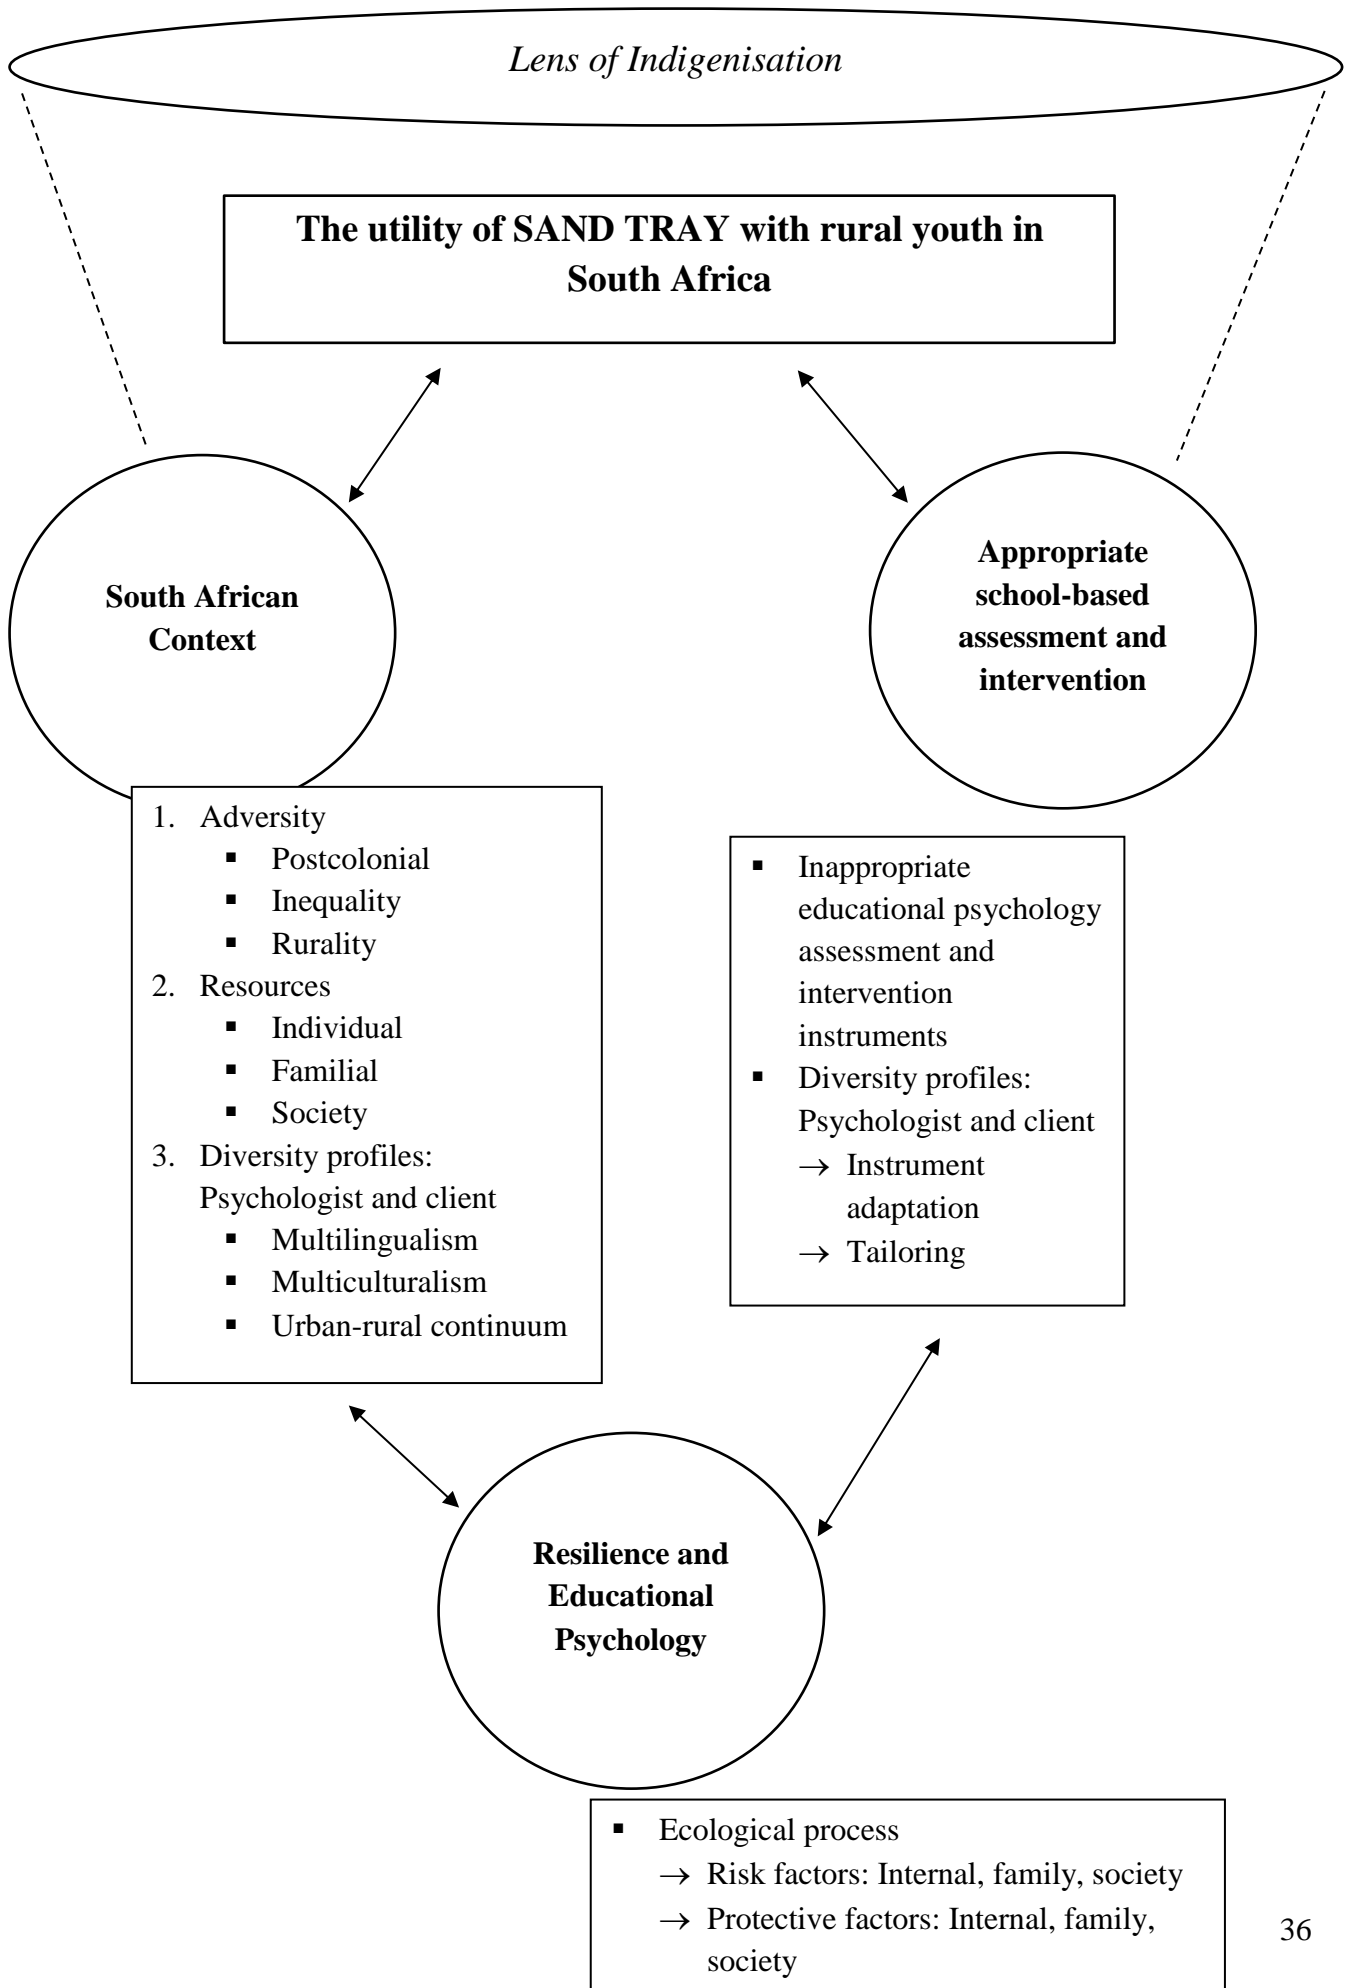 Lens of Indigenisation
The utility of SAND TRAY with rural youth in
South Africa
South African
Context
Appropriate
school-based
assessment and
intervention
1. Adversity
▪ Postcolonial
▪ Inequality
▪ Rurality
2. Resources
▪ Individual
▪ Familial
▪ Society
3. Diversity profiles:
Psychologist and client
▪ Multilingualism
▪ Multiculturalism
▪ Urban-rural continuum
▪ Inappropriate
educational psychology
assessment and
intervention
instruments
▪ Diversity profiles:
Psychologist and client
→ Instrument
adaptation
→ Tailoring
Resilience and
Educational
Psychology
▪ Ecological process
→ Risk factors: Internal, family, society
→ Protective factors: Internal, family,
society
36